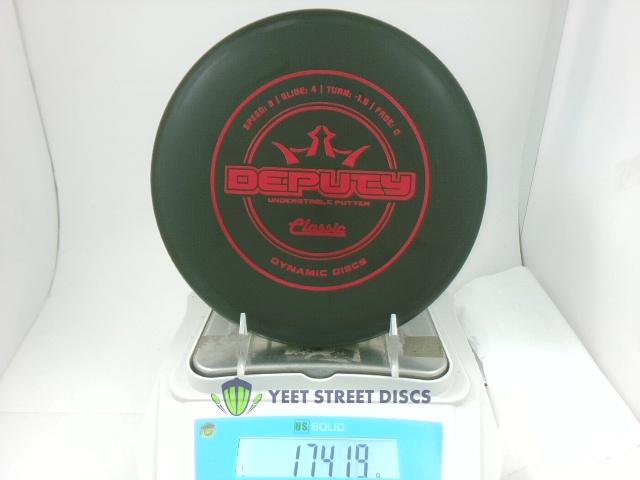 SPEED: 3 | GLIDE: 4 | TURN: -1.5 | FADE: 0
DEPUTY
UNDERSTABLE PUTTER
Classic
DYNAMIC DISCS
YEET STREET DISCS
US SOLID
174.19 g